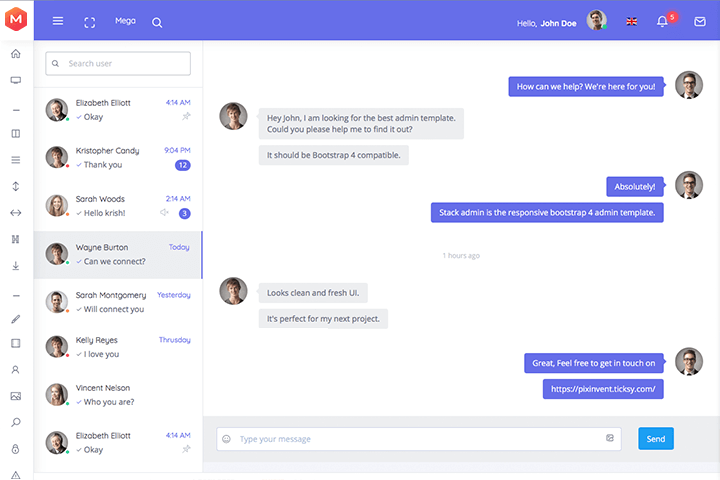 M
Mega
Hello, John Doe
5
Search user
Elizabeth Elliott 4:14 AM
Okay
Kristopher Candy 9:04 PM
Thank you 12
Sarah Woods 2:14 AM
Hello krish! 3
Wayne Burton Today
Can we connect?
Sarah Montgomery Yesterday
Will connect you
Kelly Reyes Thrusday
I love you
Vincent Nelson
Who you are?
Elizabeth Elliott 4:14 AM
Okay
How can we help? We're here for you!
Hey John, I am looking for the best admin template.
Could you please help me to find it out?
It should be Bootstrap 4 compatible.
Absolutely!
Stack admin is the responsive bootstrap 4 admin template.
1 hours ago
Looks clean and fresh UI.
It's perfect for my next project.
Great, Feel free to get in touch on
https://pixinvent.ticksy.com/
Type your message
Send